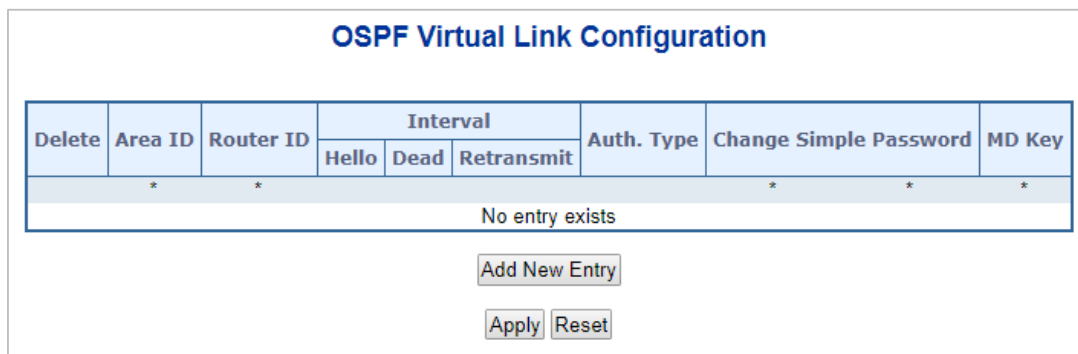 OSPF Virtual Link Configuration
Delete Area ID Router ID Interval Auth. Type Change Simple Password MD Key
Hello Dead Retransmit
* * * * *
No entry exists
Add New Entry
Apply Reset